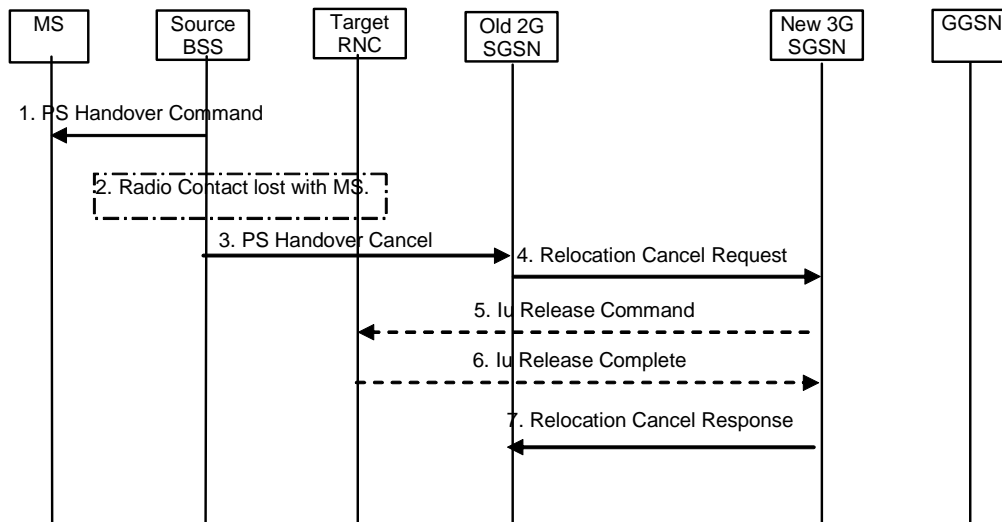 MS
Source
BSS
Target
RNC
Old 2G
SGSN
New 3G
SGSN
GGSN
1. PS Handover Command
2. Radio Contact lost with MS.
3. PS Handover Cancel
4. Relocation Cancel Request
5. Iu Release Command
6. Iu Release Complete
7. Relocation Cancel Response